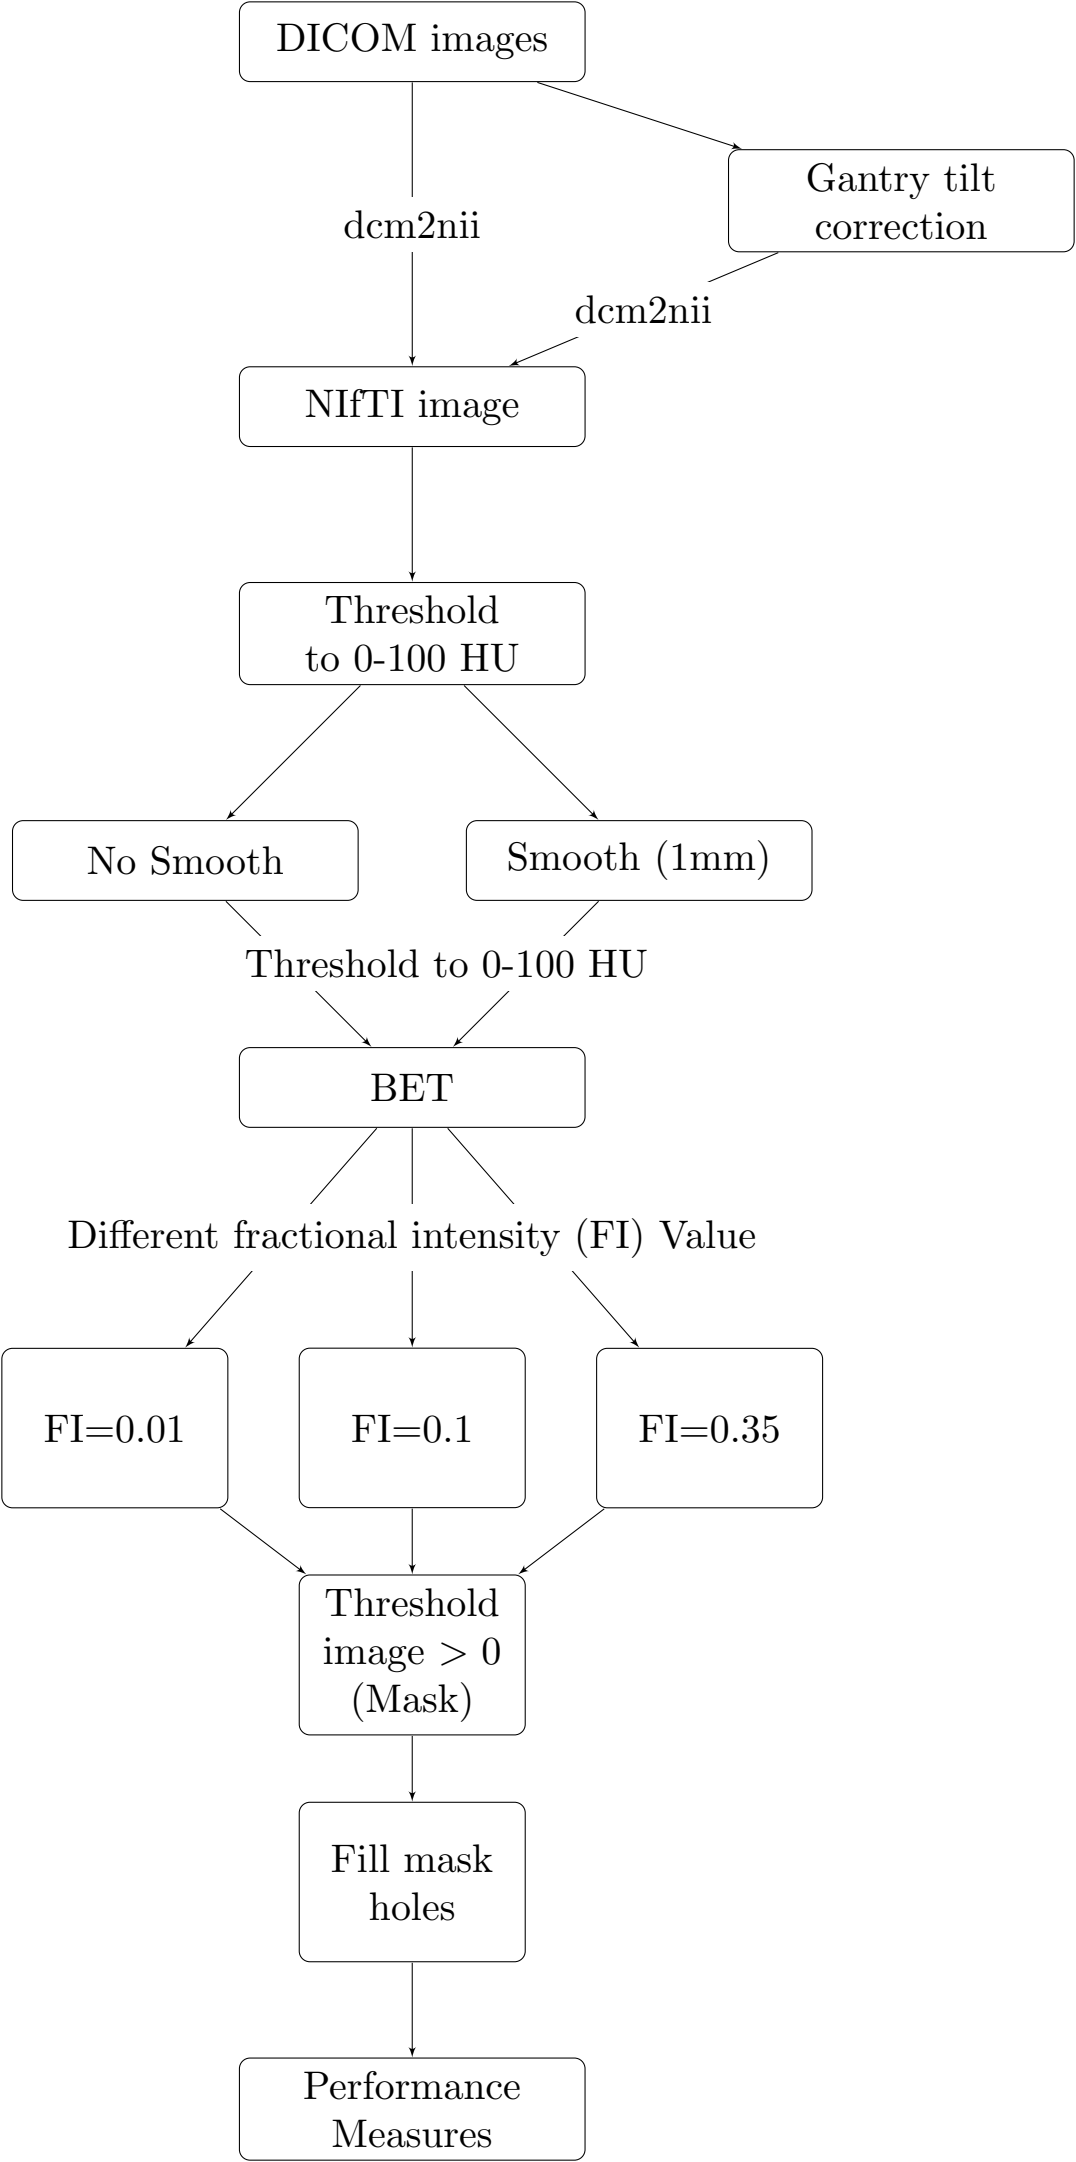 DICOM images
Gantry tilt
correction
dcm2nii
dcm2nii
NIfTI image
Threshold
to 0-100 HU
No Smooth
Smooth (1mm)
Threshold to 0-100 HU
BET
Different fractional intensity (FI) Value
FI=0.01
FI=0.1
FI=0.35
Threshold
image > 0
(Mask)
Fill mask
holes
Performance
Measures